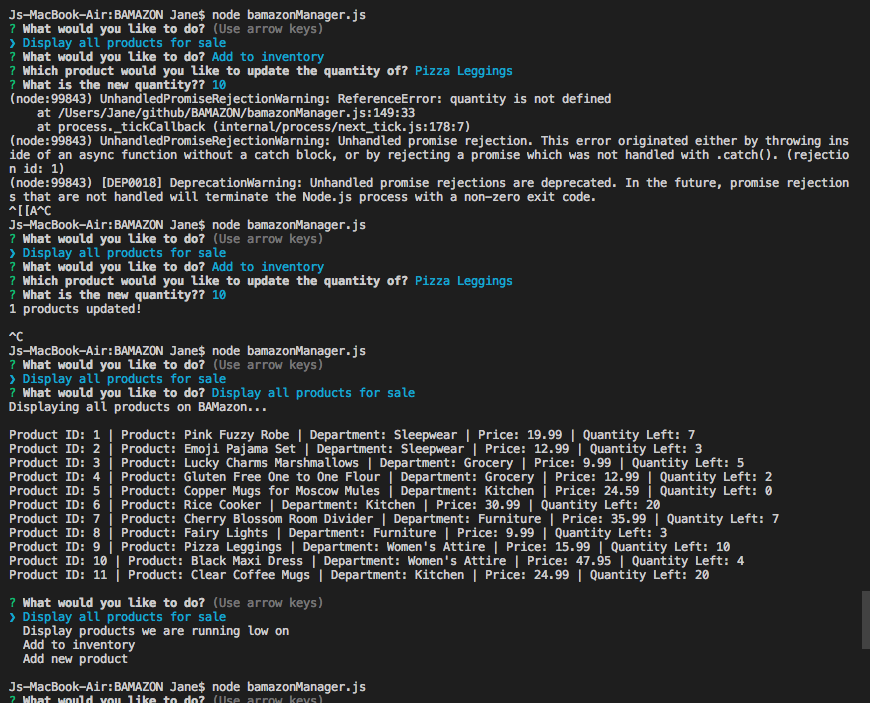 Js-MacBook-Air:BAMAZON Jane$ node bamazonManager.js
? What would you like to do? (Use arrow keys)
❯ Display all products for sale
? What would you like to do? Add to inventory
? Which product would you like to update the quantity of? Pizza Leggings
? What is the new quantity?? 10
(node:99843) UnhandledPromiseRejectionWarning: ReferenceError: quantity is not defined
    at /Users/Jane/github/BAMAZON/bamazonManager.js:149:33
    at process._tickCallback (internal/process/next_tick.js:178:7)
(node:99843) UnhandledPromiseRejectionWarning: Unhandled promise rejection. This error originated either by throwing ins
ide of an async function without a catch block, or by rejecting a promise which was not handled with .catch(). (rejectio
n id: 1)
(node:99843) [DEP0018] DeprecationWarning: Unhandled promise rejections are deprecated. In the future, promise rejection
s that are not handled will terminate the Node.js process with a non-zero exit code.
^[[A^C
Js-MacBook-Air:BAMAZON Jane$ node bamazonManager.js
? What would you like to do? (Use arrow keys)
❯ Display all products for sale
? What would you like to do? Add to inventory
? Which product would you like to update the quantity of? Pizza Leggings
? What is the new quantity?? 10
1 products updated!
^C
Js-MacBook-Air:BAMAZON Jane$ node bamazonManager.js
? What would you like to do? (Use arrow keys)
❯ Display all products for sale
? What would you like to do? Display all products for sale
Displaying all products on BAMazon...
Product ID: 1 | Product: Pink Fuzzy Robe | Department: Sleepwear | Price: 19.99 | Quantity Left: 7
Product ID: 2 | Product: Emoji Pajama Set | Department: Sleepwear | Price: 12.99 | Quantity Left: 3
Product ID: 3 | Product: Lucky Charms Marshmallows | Department: Grocery | Price: 9.99 | Quantity Left: 5
Product ID: 4 | Product: Gluten Free One to One Flour | Department: Grocery | Price: 12.99 | Quantity Left: 2
Product ID: 5 | Product: Copper Mugs for Moscow Mules | Department: Kitchen | Price: 24.59 | Quantity Left: 0
Product ID: 6 | Product: Rice Cooker | Department: Kitchen | Price: 30.99 | Quantity Left: 20
Product ID: 7 | Product: Cherry Blossom Room Divider | Department: Furniture | Price: 35.99 | Quantity Left: 7
Product ID: 8 | Product: Fairy Lights | Department: Furniture | Price: 9.99 | Quantity Left: 3
Product ID: 9 | Product: Pizza Leggings | Department: Women's Attire | Price: 15.99 | Quantity Left: 10
Product ID: 10 | Product: Black Maxi Dress | Department: Women's Attire | Price: 47.95 | Quantity Left: 4
Product ID: 11 | Product: Clear Coffee Mugs | Department: Kitchen | Price: 24.99 | Quantity Left: 20
? What would you like to do? (Use arrow keys)
❯ Display all products for sale
  Display products we are running low on
  Add to inventory
  Add new product
Js-MacBook-Air:BAMAZON Jane$ node bamazonManager.js
? What would you like to do? (Use arrow keys)